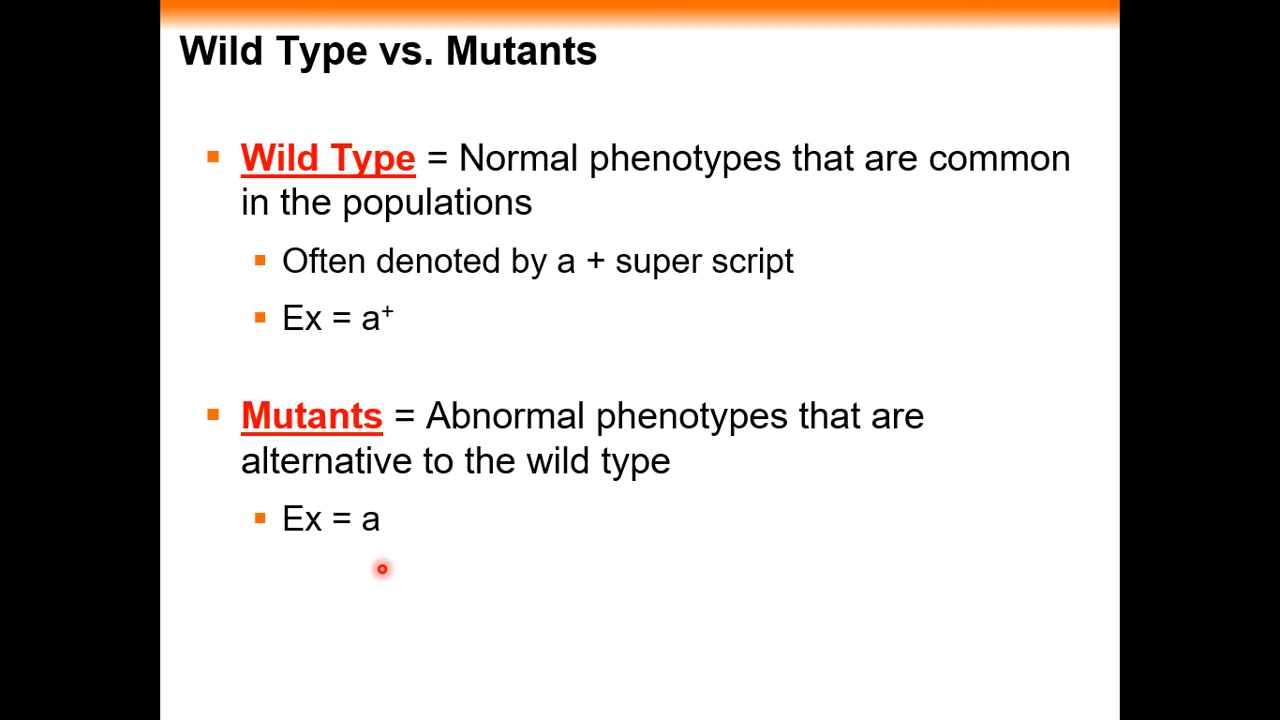 Wild Type vs. Mutants
Wild Type = Normal phenotypes that are common
in the populations
Often denoted by a + super script
Ex = a⁺
Mutants = Abnormal phenotypes that are
alternative to the wild type
Ex = a